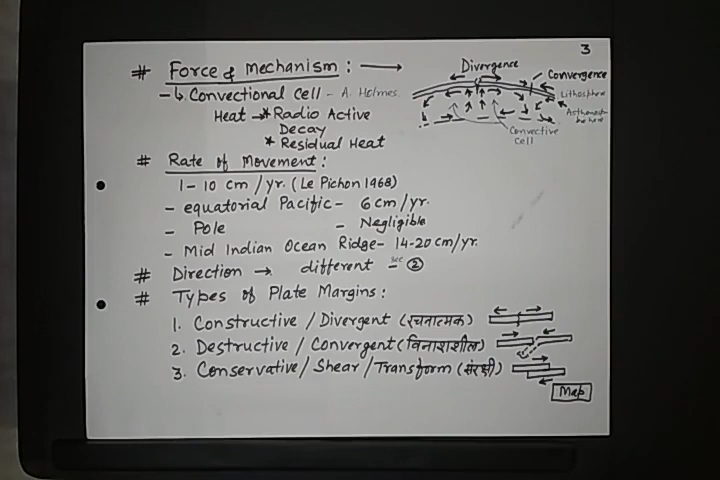 3
# Force & mechanism : →
- ↳ Convectional Cell - A. Holmes.
Heat → * Radio Active
Decay
* Residual Heat
Divergence
Convergence
Lithosphere
Convective
Cell
# Rate of Movement :
1 - 10 cm / yr. (Le Pichon 1968)
- equatorial Pacific - 6 cm / yr.
- Pole - Negligible
- Mid Indian Ocean Ridge - 14-20 cm/yr.
# Direction → different - see ②
# Types of Plate Margins :
1. Constructive / Divergent (रचनात्मक)
2. Destructive / Convergent (विनाशशील)
3. Conservative / Shear / Transform (संरक्षी)
Map